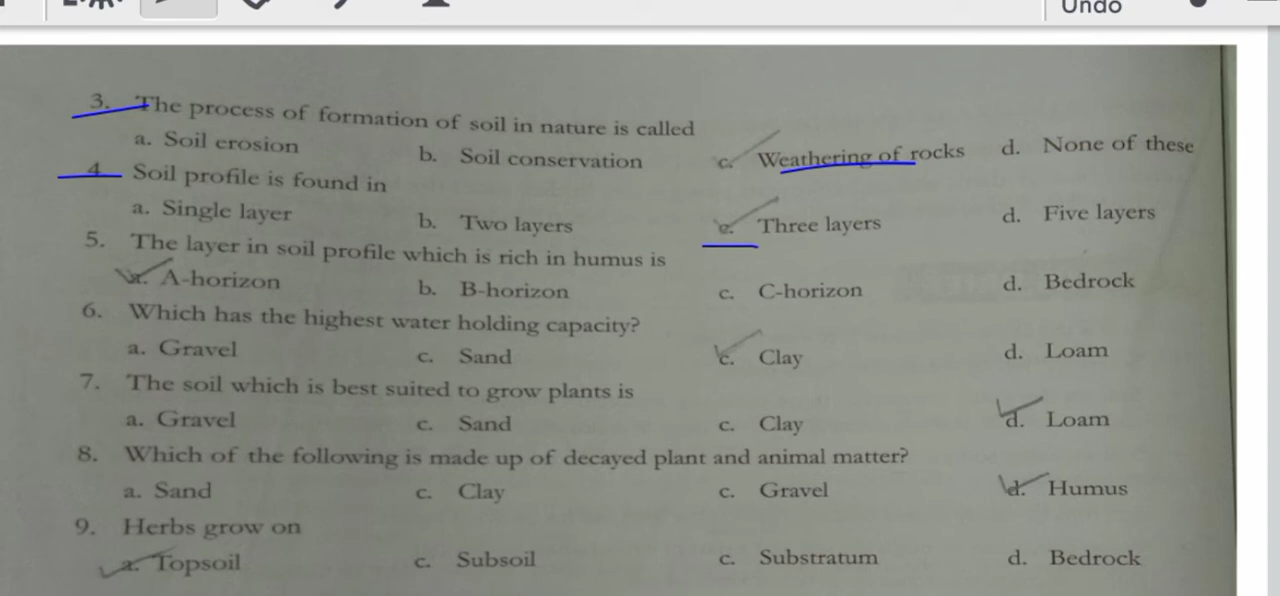 Undo
3. The process of formation of soil in nature is called
a. Soil erosion b. Soil conservation c. Weathering of rocks d. None of these
4. Soil profile is found in
a. Single layer b. Two layers c. Three layers d. Five layers
5. The layer in soil profile which is rich in humus is
a. A-horizon b. B-horizon c. C-horizon d. Bedrock
6. Which has the highest water holding capacity?
a. Gravel c. Sand c. Clay d. Loam
7. The soil which is best suited to grow plants is
a. Gravel c. Sand c. Clay d. Loam
8. Which of the following is made up of decayed plant and animal matter?
a. Sand c. Clay c. Gravel d. Humus
9. Herbs grow on
a. Topsoil c. Subsoil c. Substratum d. Bedrock